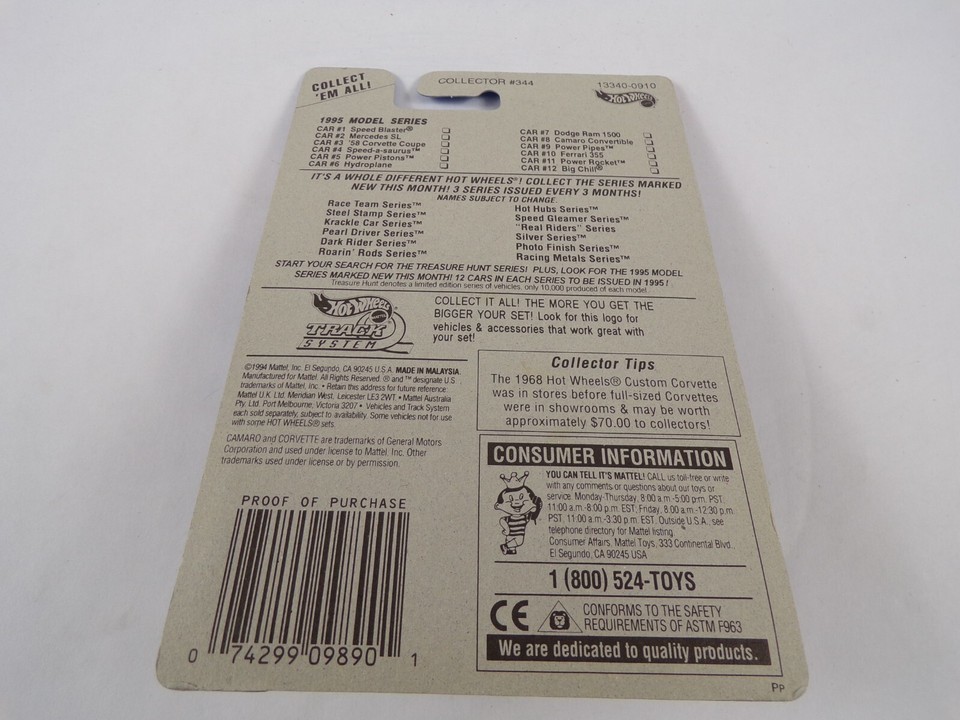 COLLECT
'EM ALL!
COLLECTOR #344
13340-0910
HOT WHEELS
1995 MODEL SERIES
CAR #1 Speed Blaster®
CAR #2 Mercedes SL
CAR #3 '58 Corvette Coupe
CAR #4 Speed-a-saurus™
CAR #5 Power Pistons™
CAR #6 Hydroplane
CAR #7 Dodge Ram 1500
CAR #8 Camaro Convertible
CAR #9 Power Pipes™
CAR #10 Ferrari 355
CAR #11 Power Rocket™
CAR #12 Big Chill®
IT'S A WHOLE DIFFERENT HOT WHEELS®! COLLECT THE SERIES MARKED
NEW THIS MONTH! 3 SERIES ISSUED EVERY 3 MONTHS!
NAMES SUBJECT TO CHANGE.
Race Team Series™
Steel Stamp Series™
Krackle Car Series™
Pearl Driver Series™
Dark Rider Series™
Roarin' Rods Series™
Hot Hubs Series™
Speed Gleamer Series™
"Real Riders" Series
Silver Series™
Photo Finish Series™
Racing Metals Series™
START YOUR SEARCH FOR THE TREASURE HUNT SERIES! PLUS, LOOK FOR THE 1995 MODEL
SERIES MARKED NEW THIS MONTH! 12 CARS IN EACH SERIES TO BE ISSUED IN 1995!
Treasure Hunt denotes a limited edition series of vehicles, only 10,000 produced of each model.
HOT WHEELS
TRACK
SYSTEM
COLLECT IT ALL! THE MORE YOU GET THE
BIGGER YOUR SET! Look for this logo for
vehicles & accessories that work great with
your set!
©1994 Mattel, Inc. El Segundo, CA 90245 U.S.A. MADE IN MALAYSIA.
Manufactured for Mattel. All Rights Reserved. ® and ™ designate U.S.
trademarks of Mattel, Inc. • Retain this address for future reference:
Mattel U.K. Ltd. Meridian West, Leicester LE3 2WT. • Mattel Australia
Pty. Ltd. Port Melbourne, Victoria 3207 • Vehicles and Track System
each sold separately, subject to availability. Some vehicles not for use
with some HOT WHEELS® sets.
CAMARO and CORVETTE are trademarks of General Motors
Corporation and used under license to Mattel, Inc. Other
trademarks used under license or by permission.
Collector Tips
The 1968 Hot Wheels® Custom Corvette
was in stores before full-sized Corvettes
were in showrooms & may be worth
approximately $70.00 to collectors!
CONSUMER INFORMATION
YOU CAN TELL IT'S MATTEL! CALL us toll-free or write
with any comments or questions about our toys or
service. Monday-Thursday, 8:00 a.m.-5:00 p.m. PST,
11:00 a.m.-8:00 p.m. EST; Friday, 8:00 a.m.-12:30 p.m.
PST, 11:00 a.m.-3:30 p.m. EST. Outside U.S.A., see
telephone directory for Mattel listing.
Consumer Affairs, Mattel Toys, 333 Continental Blvd.,
El Segundo, CA 90245 USA
1 (800) 524-TOYS
CE
CONFORMS TO THE SAFETY
REQUIREMENTS OF ASTM F963
We are dedicated to quality products.
PROOF OF PURCHASE
0 74299 09890 1
PP